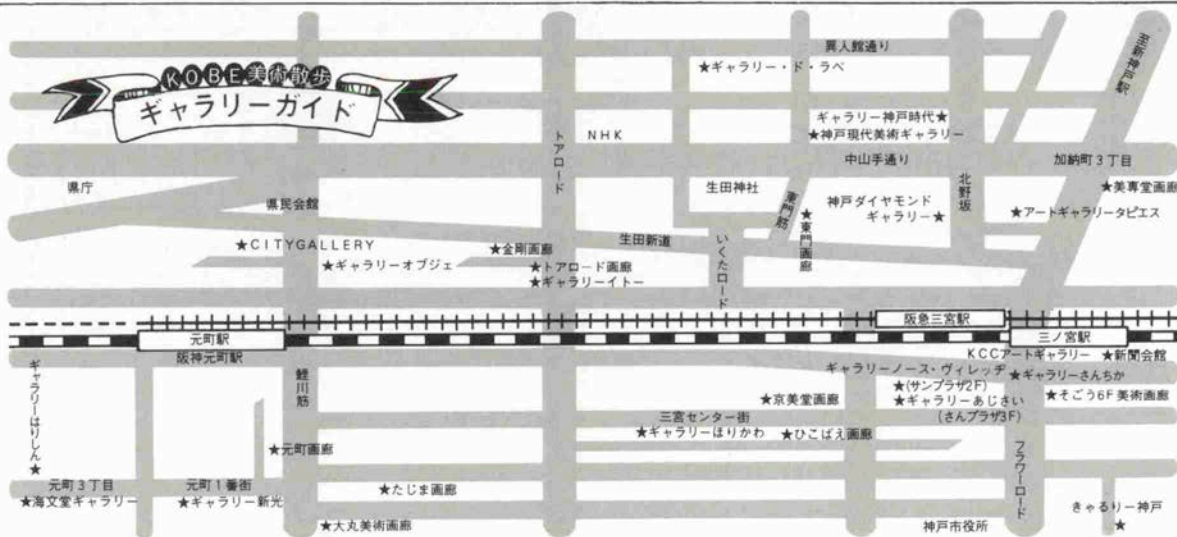 KOBE美術散歩
ギャラリーガイド
異人館通り
至新神戸駅
★ギャラリー・ド・ラペ
ギャラリー神戸時代★
★神戸現代美術ギャラリー
トアロード
NHK
中山手通り
加納町3丁目
県庁
生田神社
東門筋
神戸ダイヤモンド
ギャラリー★
北野坂
★美専堂画廊
★アートギャラリータピエス
県民会館
★東門画廊
★CITYGALLERY
★金剛画廊
生田新道
いくたロード
★ギャラリーオブジェ
★トアロード画廊
★ギャラリーイトー
阪急三宮駅
元町駅
三ノ宮駅
阪神元町駅
KCCアートギャラリー
★新聞会館
ギャラリーはりしん★
鯉川筋
ギャラリーノース・ヴィレッヂ
★(サンプラザ2F)
★ギャラリーさんちか
★京美堂画廊
★ギャラリーあじさい
(さんプラザ3F)
★そごう6F美術画廊
三宮センター街
★ギャラリーほりかわ
★ひこばえ画廊
★元町画廊
フラワーロード
元町3丁目
★海文堂ギャラリー
元町1番街
★ギャラリー新光
★たじま画廊
★大丸美術画廊
神戸市役所
きゃるりー神戸
★